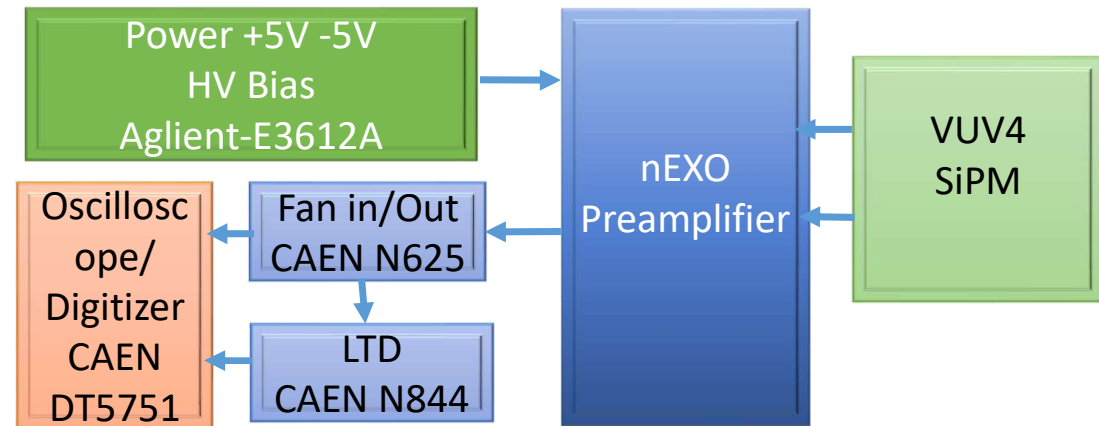 Power +5V -5V
HV Bias
Aglient-E3612A
Oscillosc
ope/
Digitizer
CAEN
DT5751
Fan in/Out
CAEN N625
LTD
CAEN N844
nEXO
Preamplifier
VUV4
SiPM